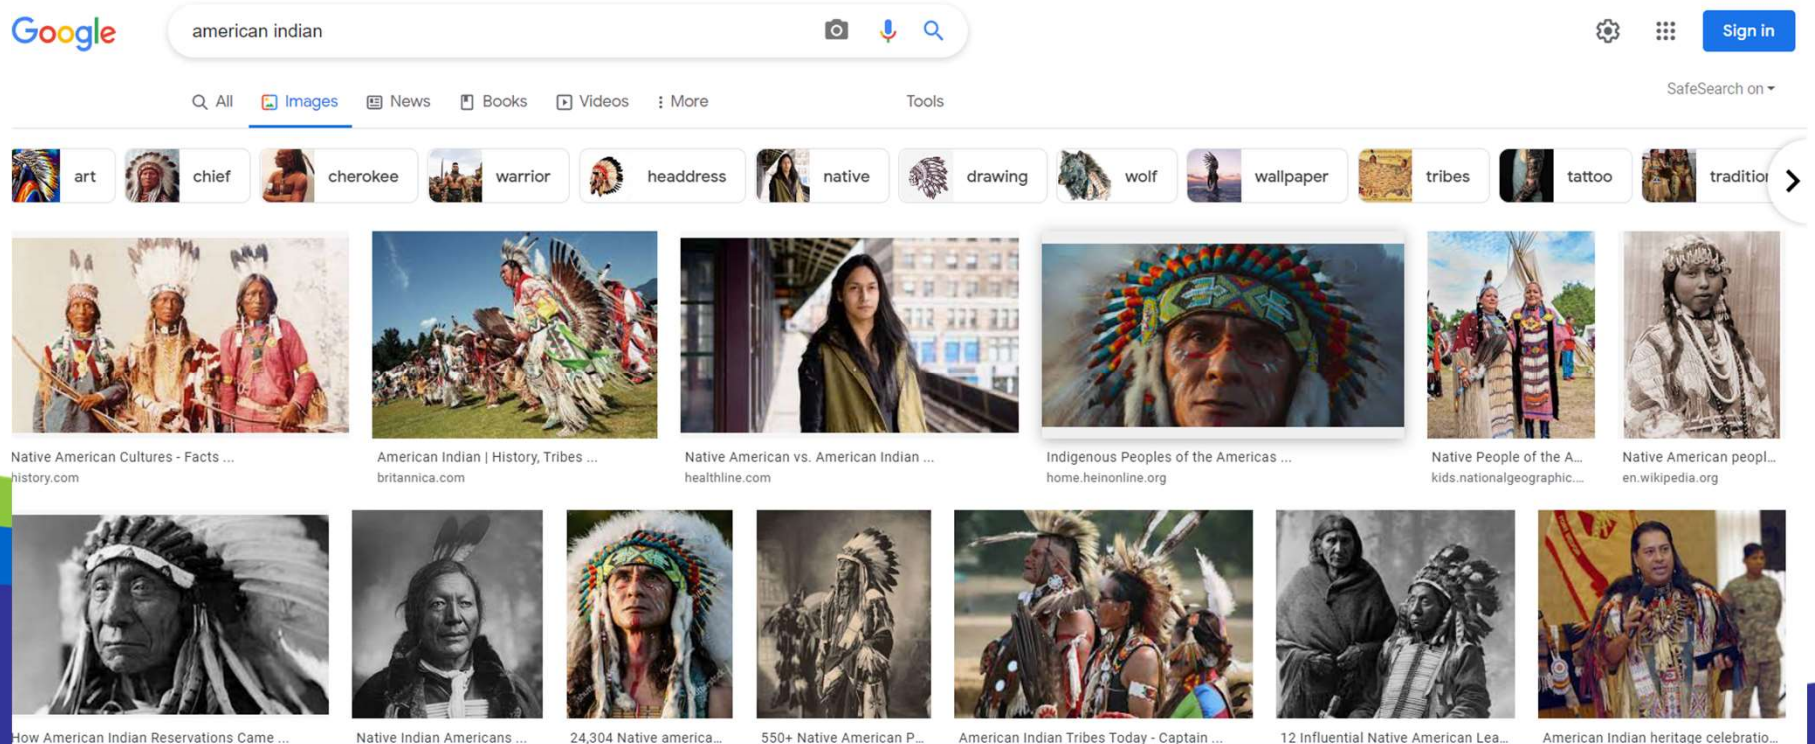 Google
american indian
Sign in
All
Images
News
Books
Videos
More
Tools
SafeSearch on
art
chief
cherokee
warrior
headdress
native
drawing
wolf
wallpaper
tribes
tattoo
traditio
Native American Cultures - Facts ...
history.com
American Indian | History, Tribes ...
britannica.com
Native American vs. American Indian ...
healthline.com
Indigenous Peoples of the Americas ...
home.heinonline.org
Native People of the A...
kids.nationalgeographic....
Native American peopl...
en.wikipedia.org
How American Indian Reservations Came ...
Native Indian Americans ...
24,304 Native america...
550+ Native American P...
American Indian Tribes Today - Captain ...
12 Influential Native American Lea...
American Indian heritage celebratio...